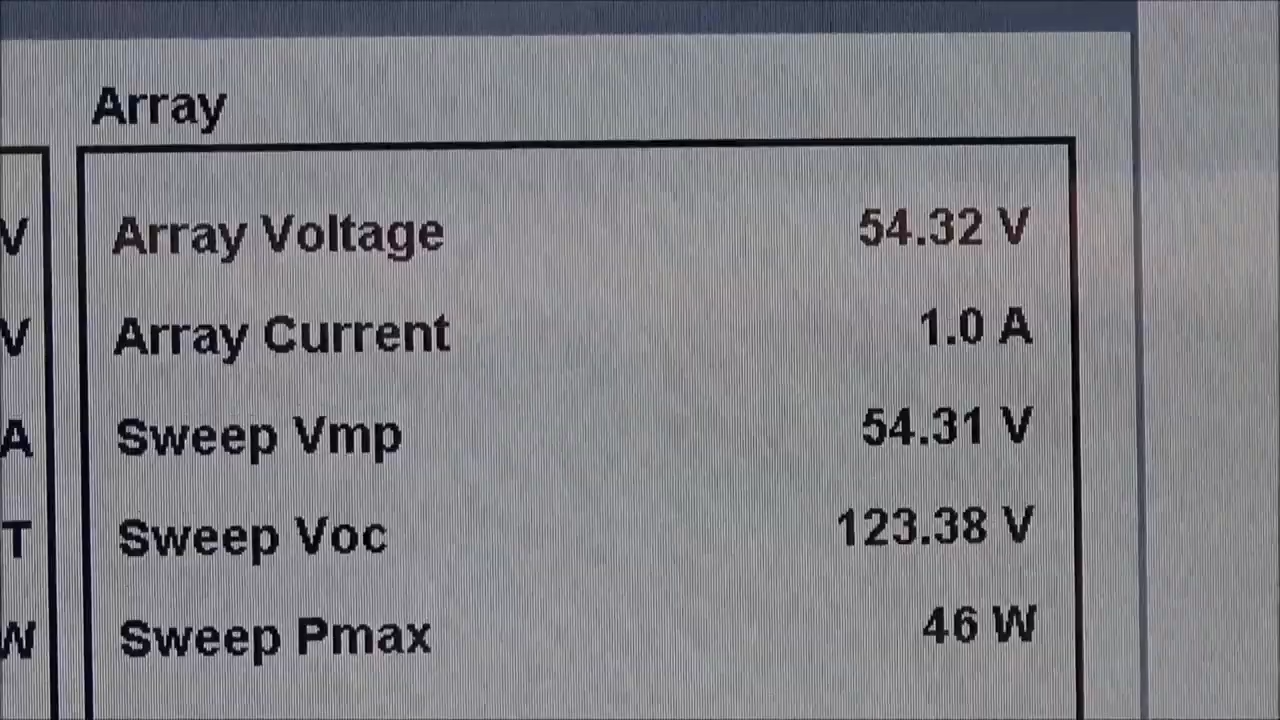 Array
V Array Voltage 54.32 V
V Array Current 1.0 A
A Sweep Vmp 54.31 V
T Sweep Voc 123.38 V
W Sweep Pmax 46 W